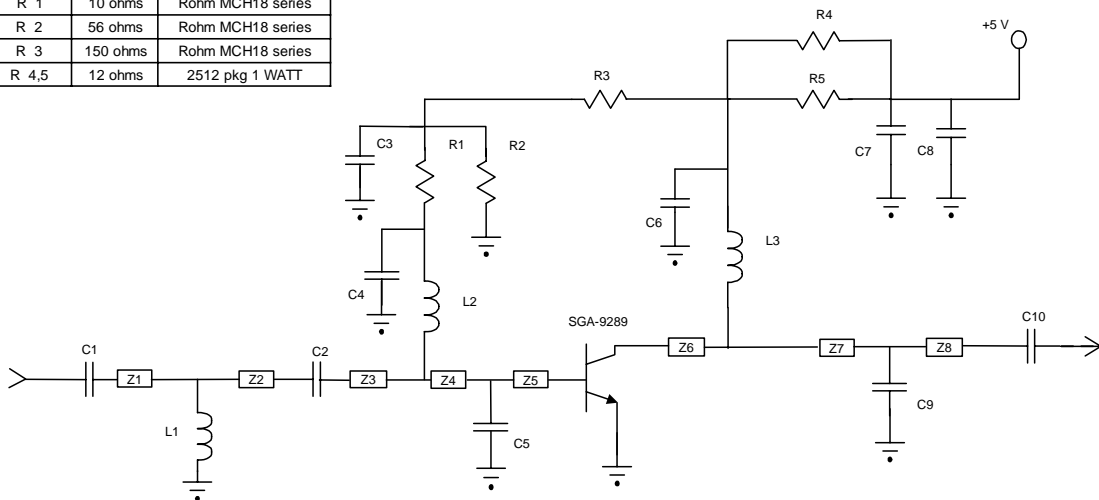 R 1 10 ohms Rohm MCH18 series
R 2 56 ohms Rohm MCH18 series
R 3 150 ohms Rohm MCH18 series
R 4,5 12 ohms 2512 pkg 1 WATT
R4
+5 V
R3
R5
C3
R1
R2
C7
C8
C6
L3
C4
L2
SGA-9289
C10
C1
C2
Z6
Z7
Z8
Z1
Z2
Z3
Z4
Z5
C9
L1
C5